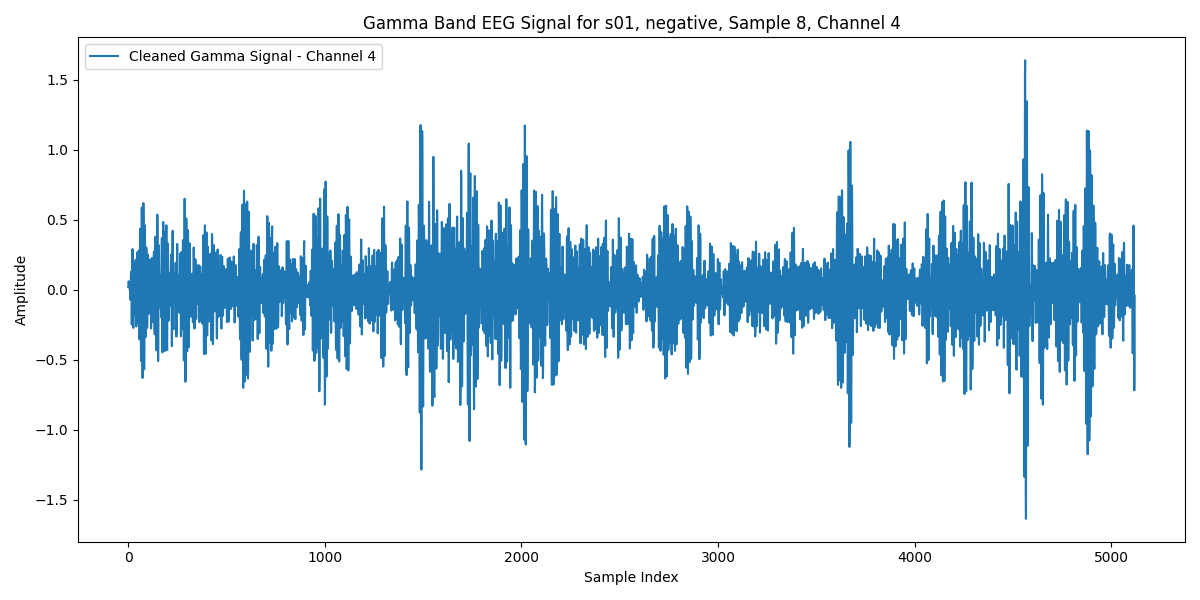 Gamma Band EEG Signal for s01, negative, Sample 8, Channel 4
Cleaned Gamma Signal - Channel 4
1.5
1.0
0.5
0.0
−0.5
−1.0
−1.5
Amplitude
0 1000 2000 3000 4000 5000
Sample Index